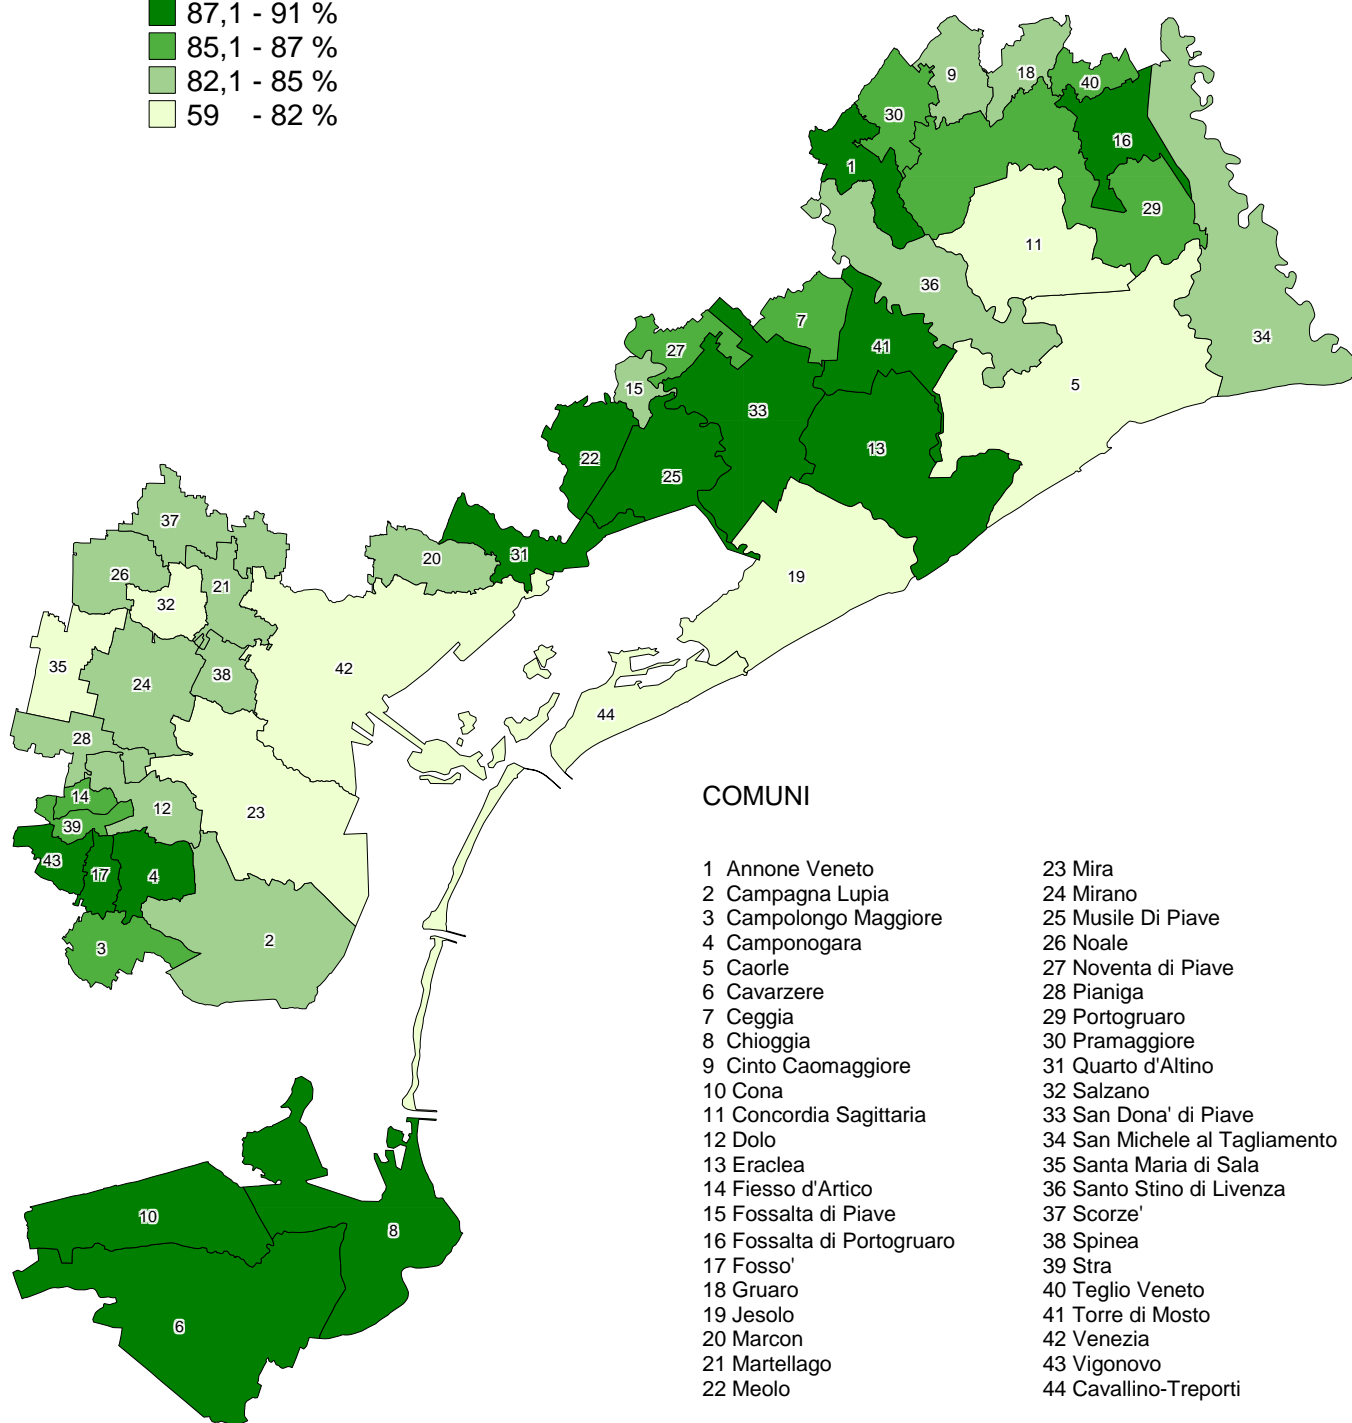 87,1 - 91 %
85,1 - 87 %
82,1 - 85 %
59 - 82 %
9
18
40
30
16
1
29
11
36
34
7
27
41
5
15
33
13
22
25
37
31
20
26
21
19
32
35
42
38
24
44
28
14
12
23
39
43
17
4
2
3
10
8
6
COMUNI
1 Annone Veneto
2 Campagna Lupia
3 Campolongo Maggiore
4 Camponogara
5 Caorle
6 Cavarzere
7 Ceggia
8 Chioggia
9 Cinto Caomaggiore
10 Cona
11 Concordia Sagittaria
12 Dolo
13 Eraclea
14 Fiesso d'Artico
15 Fossalta di Piave
16 Fossalta di Portogruaro
17 Fosso'
18 Gruaro
19 Jesolo
20 Marcon
21 Martellago
22 Meolo
23 Mira
24 Mirano
25 Musile Di Piave
26 Noale
27 Noventa di Piave
28 Pianiga
29 Portogruaro
30 Pramaggiore
31 Quarto d'Altino
32 Salzano
33 San Dona' di Piave
34 San Michele al Tagliamento
35 Santa Maria di Sala
36 Santo Stino di Livenza
37 Scorze'
38 Spinea
39 Stra
40 Teglio Veneto
41 Torre di Mosto
42 Venezia
43 Vigonovo
44 Cavallino-Treporti